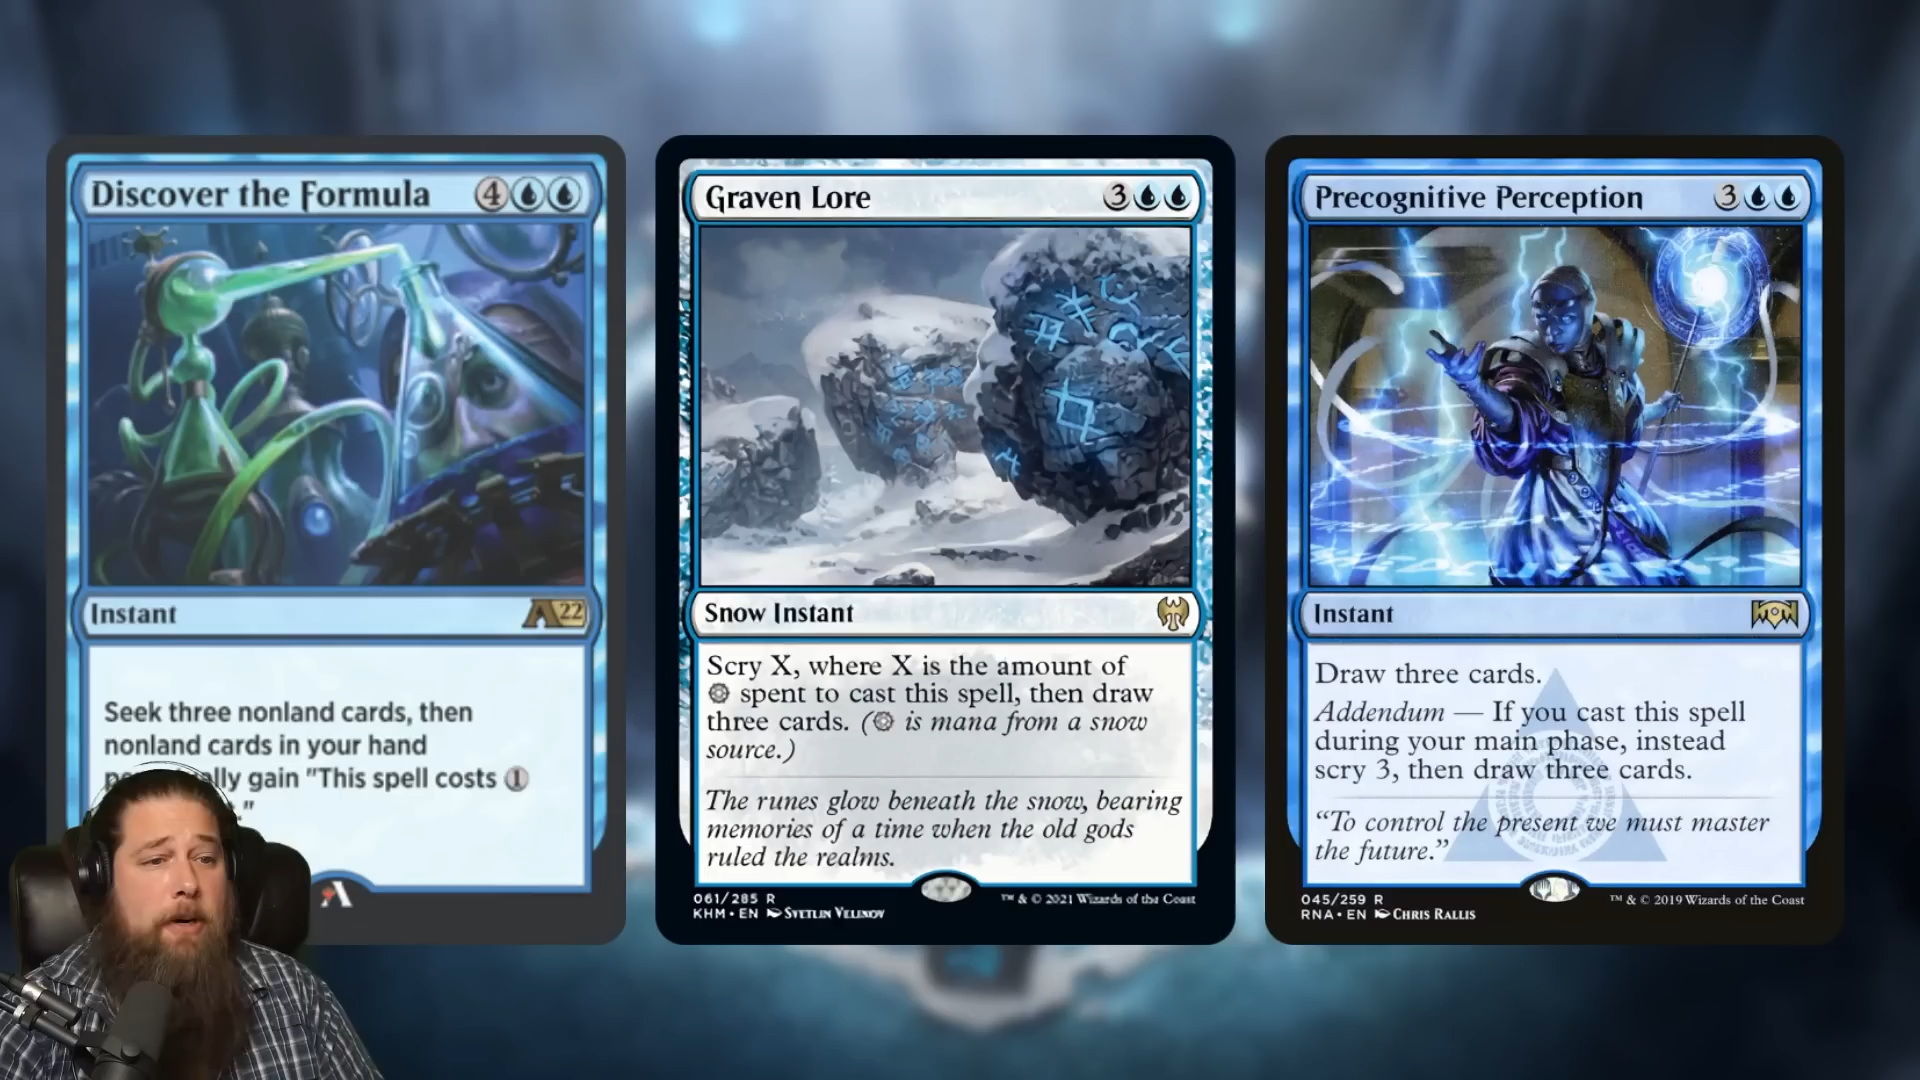 Discover the Formula 4
Instant
A22
Seek three nonland cards, then
nonland cards in your hand
gain "This spell costs 1
"
Graven Lore 3
Snow Instant
Scry X, where X is the amount of
spent to cast this spell, then draw
three cards. ( is mana from a snow
source.)
The runes glow beneath the snow, bearing
memories of a time when the old gods
ruled the realms.
061/285 R
KHM • EN Svetlin Velinov
™ & © 2021 Wizards of the Coast
Precognitive Perception 3
Instant
Draw three cards.
Addendum — If you cast this spell
during your main phase, instead
scry 3, then draw three cards.
“To control the present we must master
the future.”
045/259 R
RNA • EN Chris Rallis
™ & © 2019 Wizards of the Coast